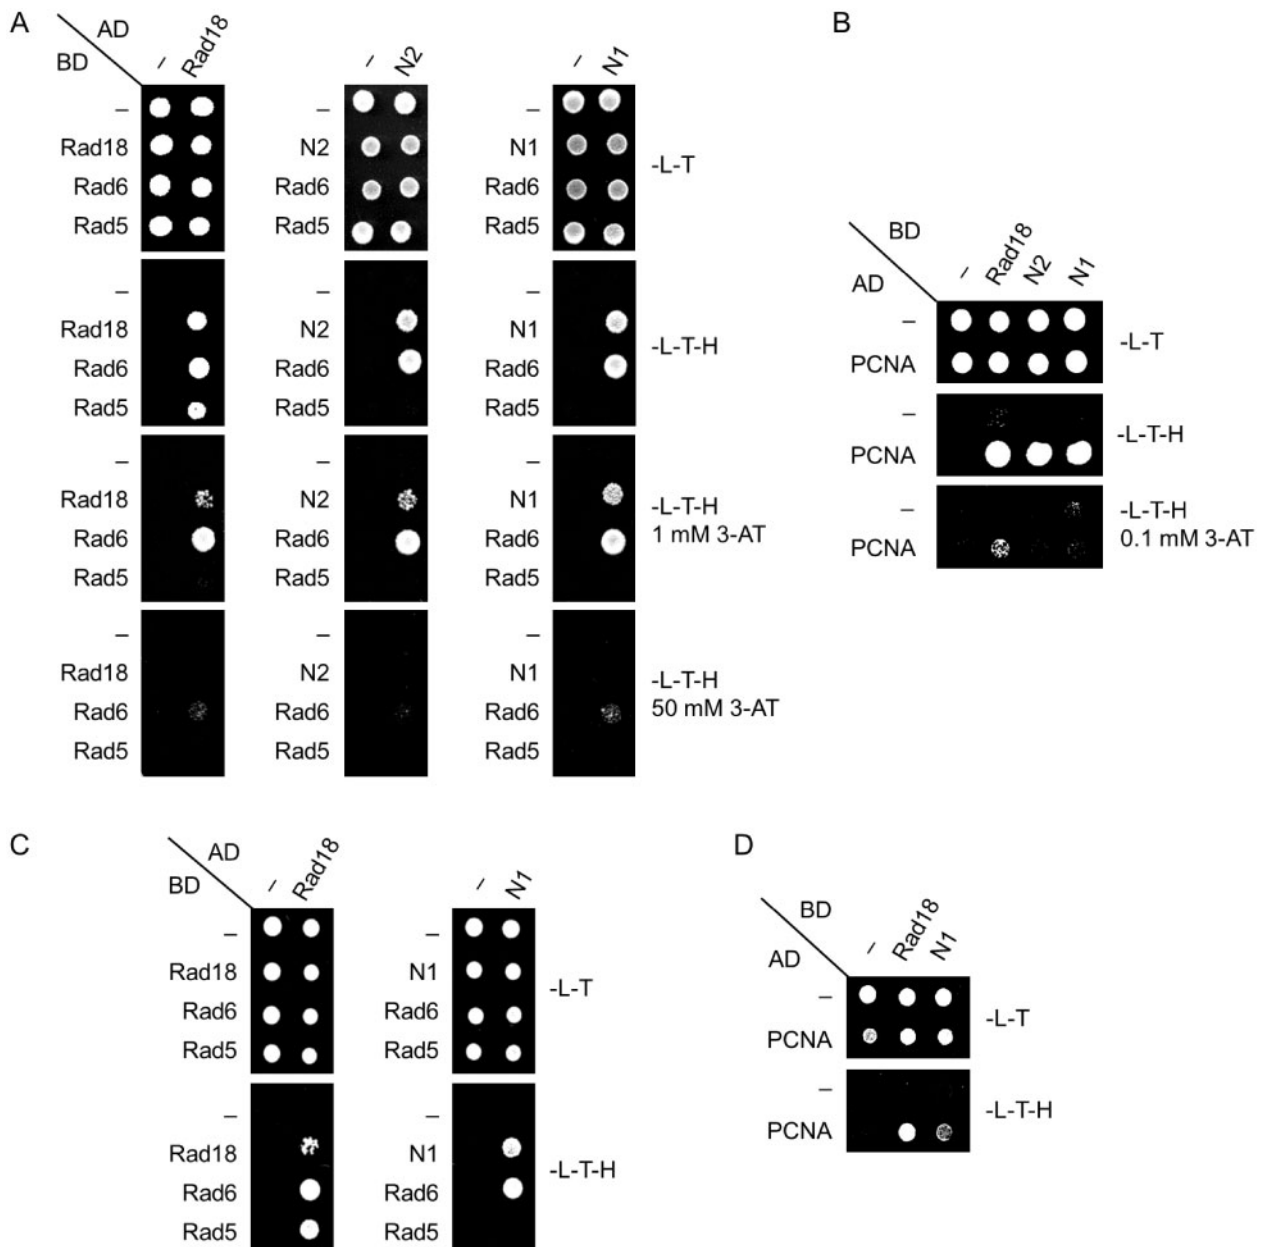 A
AD
BD
–
Rad18
–
N2
–
N1
–
Rad18
Rad6
Rad5
–
N2
Rad6
Rad5
–
N1
Rad6
Rad5
-L-T
–
Rad18
Rad6
Rad5
–
N2
Rad6
Rad5
–
N1
Rad6
Rad5
-L-T-H
–
Rad18
Rad6
Rad5
–
N2
Rad6
Rad5
–
N1
Rad6
Rad5
-L-T-H
1 mM 3-AT
–
Rad18
Rad6
Rad5
–
N2
Rad6
Rad5
–
N1
Rad6
Rad5
-L-T-H
50 mM 3-AT
B
BD
AD
–
Rad18
N2
N1
–
PCNA
-L-T
–
PCNA
-L-T-H
–
PCNA
-L-T-H
0.1 mM 3-AT
C
AD
BD
–
Rad18
–
N1
–
Rad18
Rad6
Rad5
–
N1
Rad6
Rad5
-L-T
–
Rad18
Rad6
Rad5
–
N1
Rad6
Rad5
-L-T-H
D
BD
AD
–
Rad18
N1
–
PCNA
-L-T
–
PCNA
-L-T-H